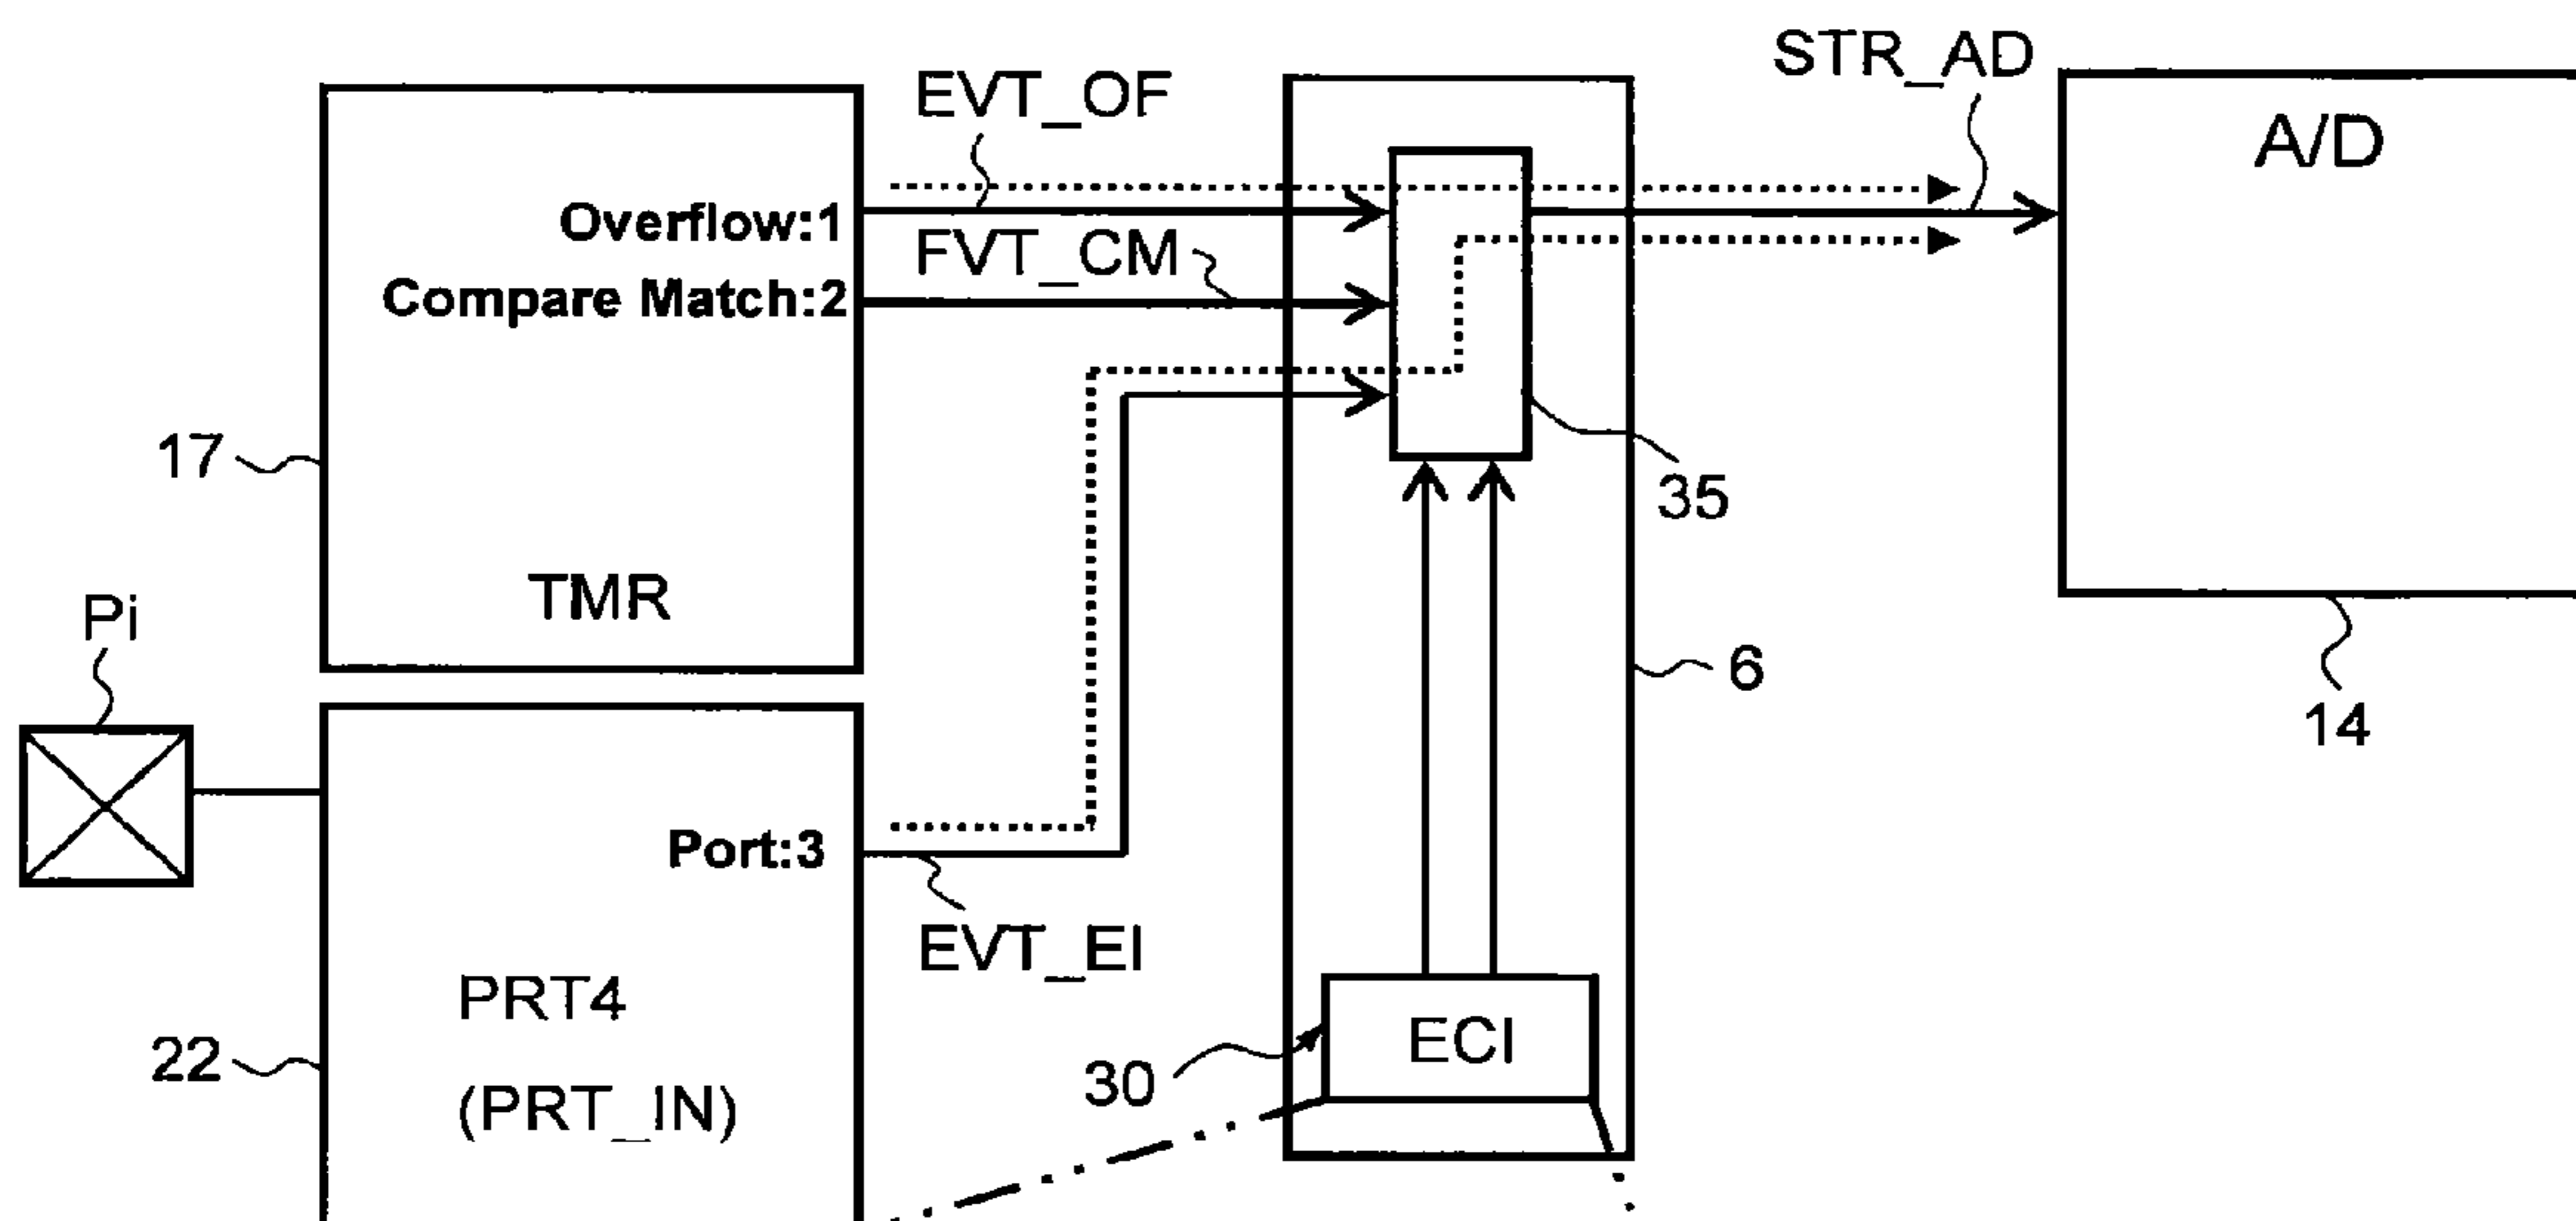 STR_AD
EVT_OF
A/D
Overflow:1
FVT_CM
Compare Match:2
17
35
TMR
Pi
6
14
Port:3
EVT_EI
PRT4
ECI
22
30
(PRT_IN)